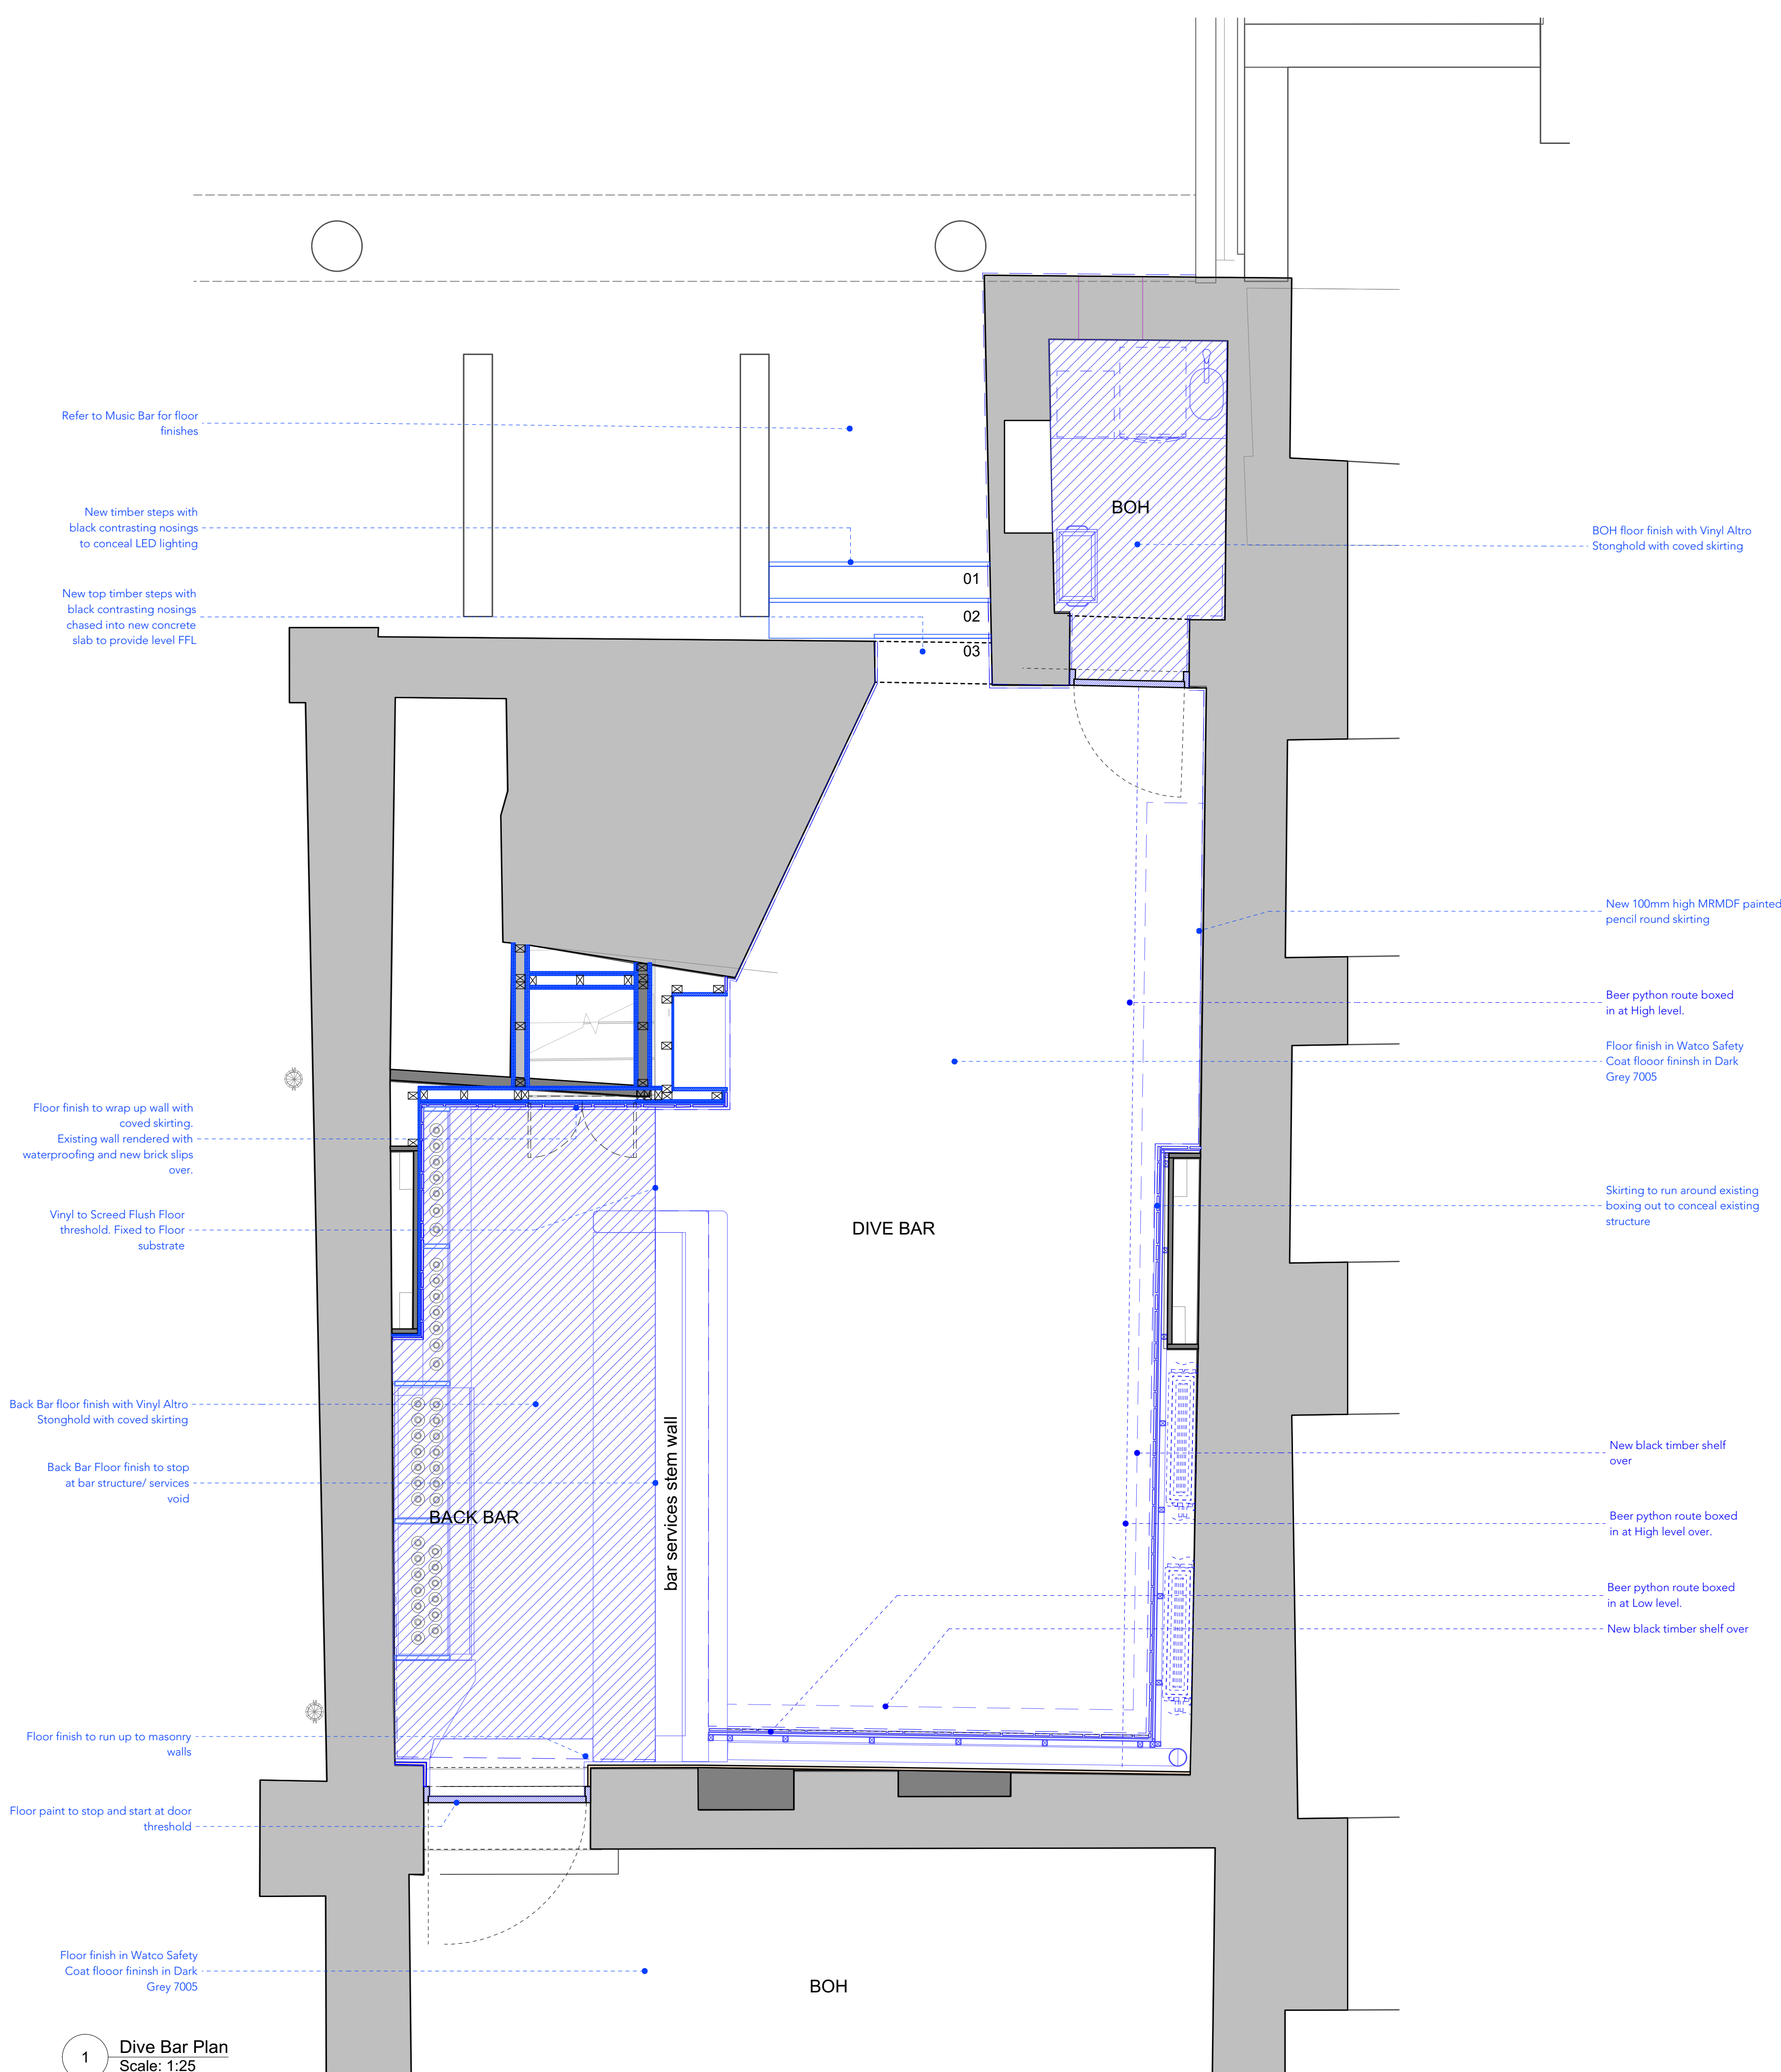 Refer to Music Bar for floor
finishes
New timber steps with
black contrasting nosings
to conceal LED lighting
New top timber steps with
black contrasting nosings
chased into new concrete
slab to provide level FFL
Floor finish to wrap up wall with
coved skirting.
Existing wall rendered with
waterproofing and new brick slips
over.
Vinyl to Screed Flush Floor
threshold. Fixed to Floor
substrate
Back Bar floor finish with Vinyl Altro
Stonghold with coved skirting
Back Bar Floor finish to stop
at bar structure/ services
void
Floor finish to run up to masonry
walls
Floor paint to stop and start at door
threshold
Floor finish in Watco Safety
Coat flooor fininsh in Dark
Grey 7005
01
02
03
BOH
DIVE BAR
BACK BAR
bar services stem wall
BOH
BOH floor finish with Vinyl Altro
Stonghold with coved skirting
New 100mm high MRMDF painted
pencil round skirting
Beer python route boxed
in at High level.
Floor finish in Watco Safety
Coat flooor fininsh in Dark
Grey 7005
Skirting to run around existing
boxing out to conceal existing
structure
New black timber shelf
over
Beer python route boxed
in at High level over.
Beer python route boxed
in at Low level.
New black timber shelf over
1
Dive Bar Plan
Scale: 1:25